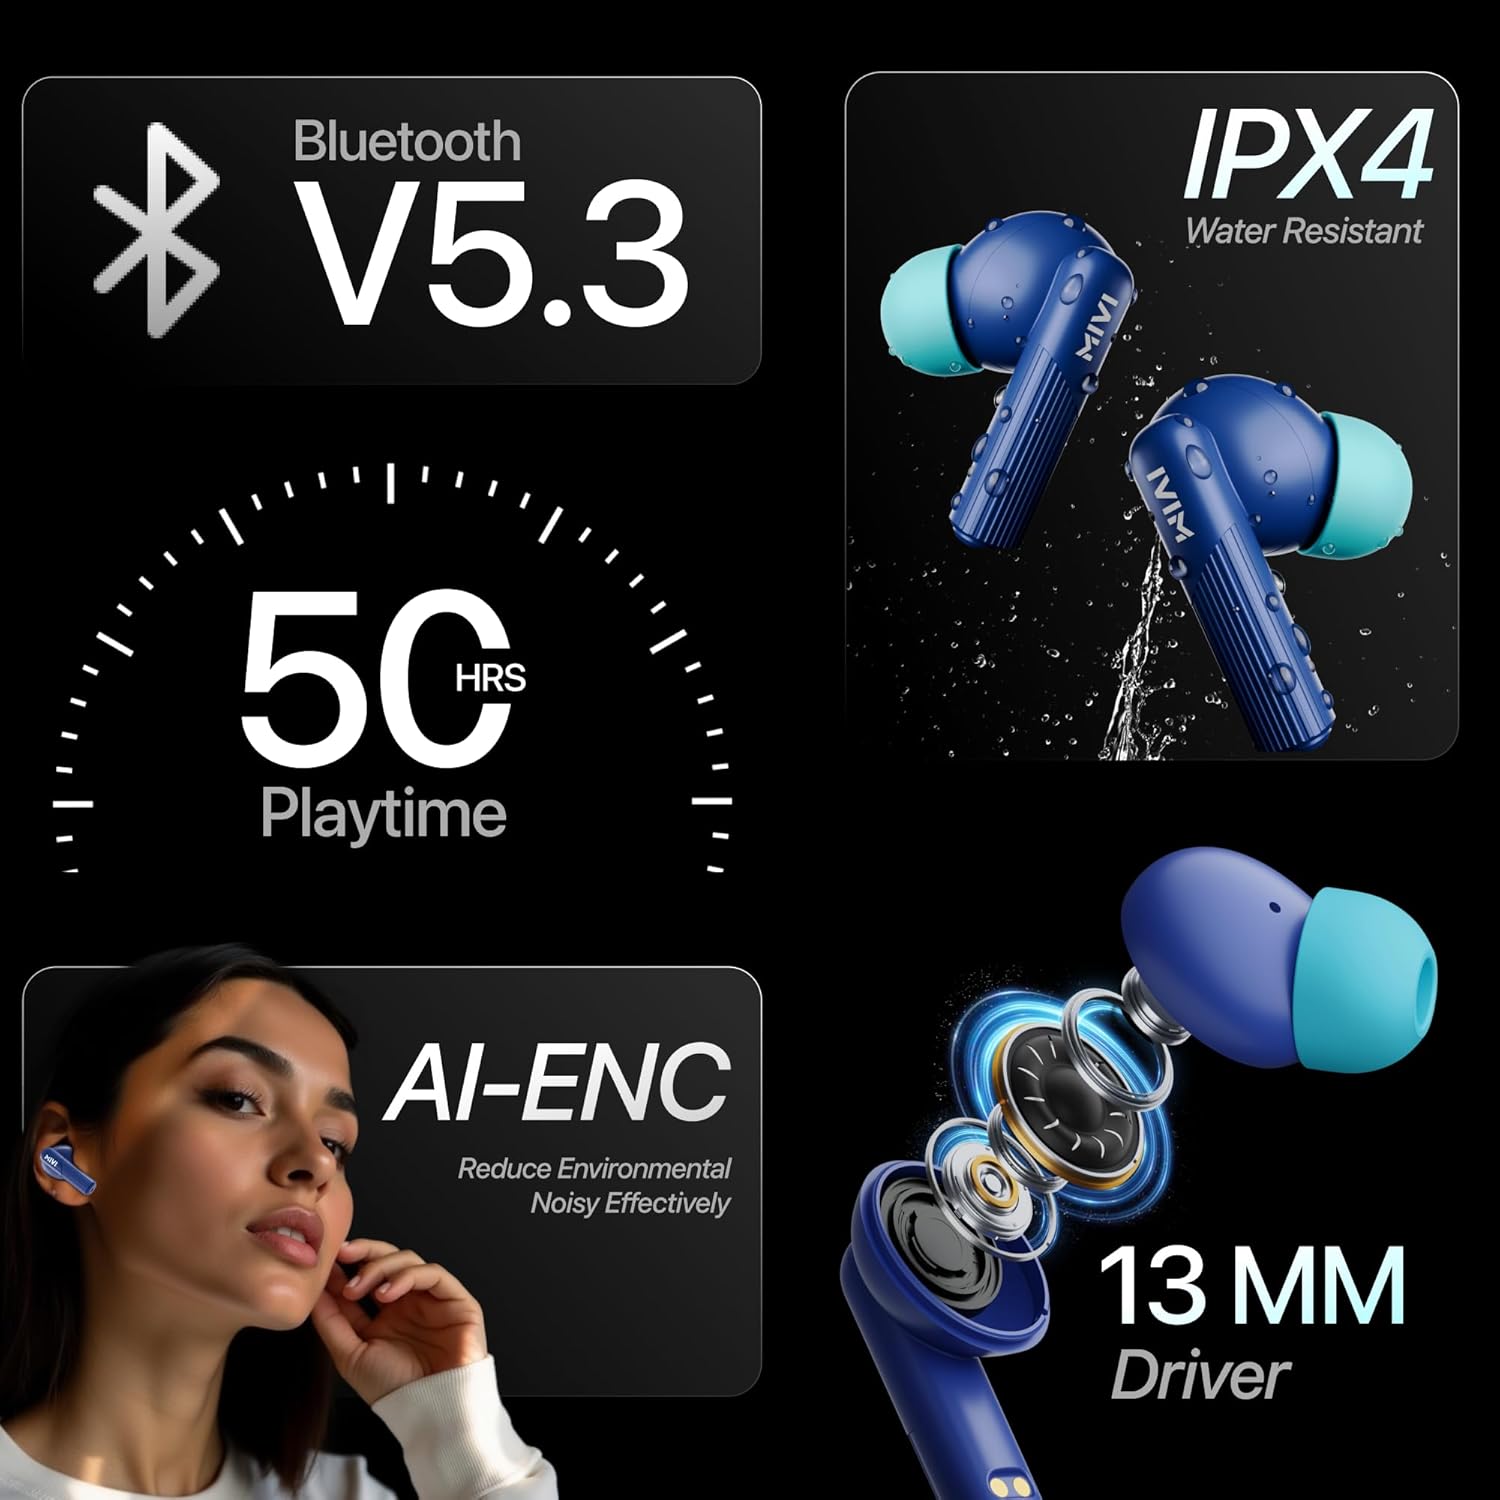 Bluetooth
V5.3
IPX4
Water Resistant
MIVI
MIVI
50
HRS
Playtime
AI-ENC
Reduce Environmental
Noisy Effectively
MIVI
13 MM
Driver